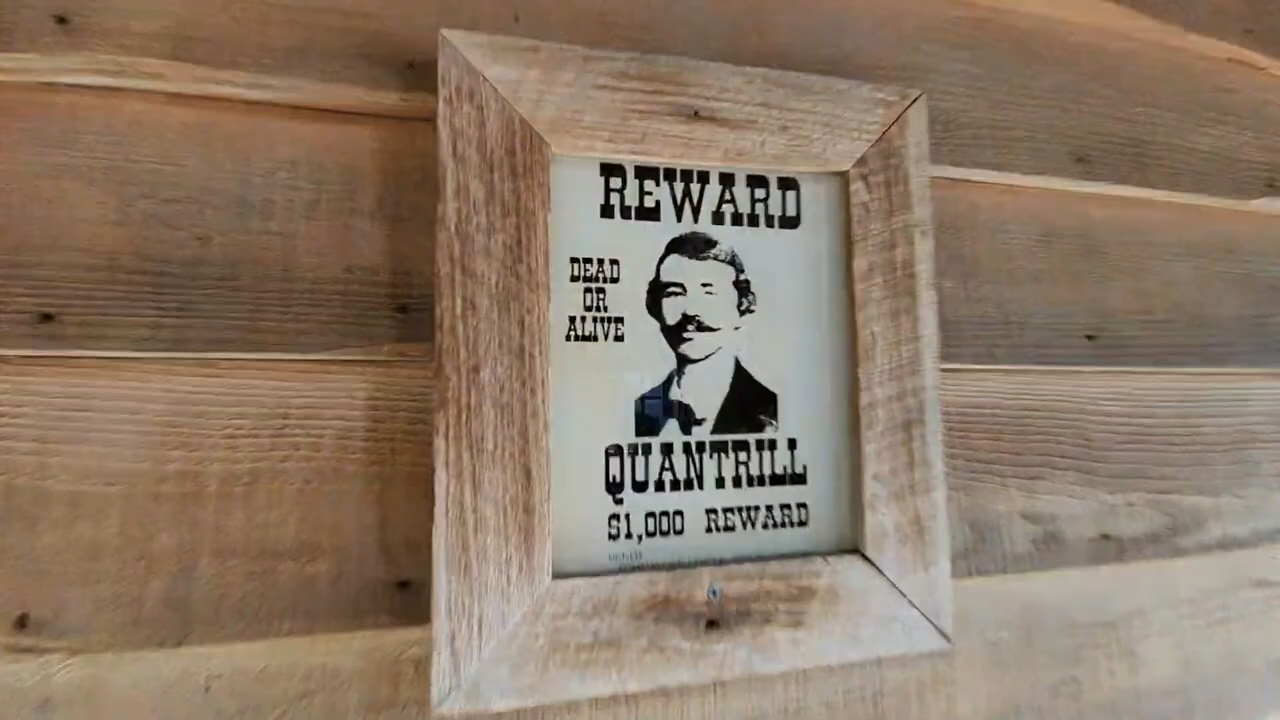 REWARD
DEAD
OR
ALIVE
QUANTRILL
$1,000 REWARD